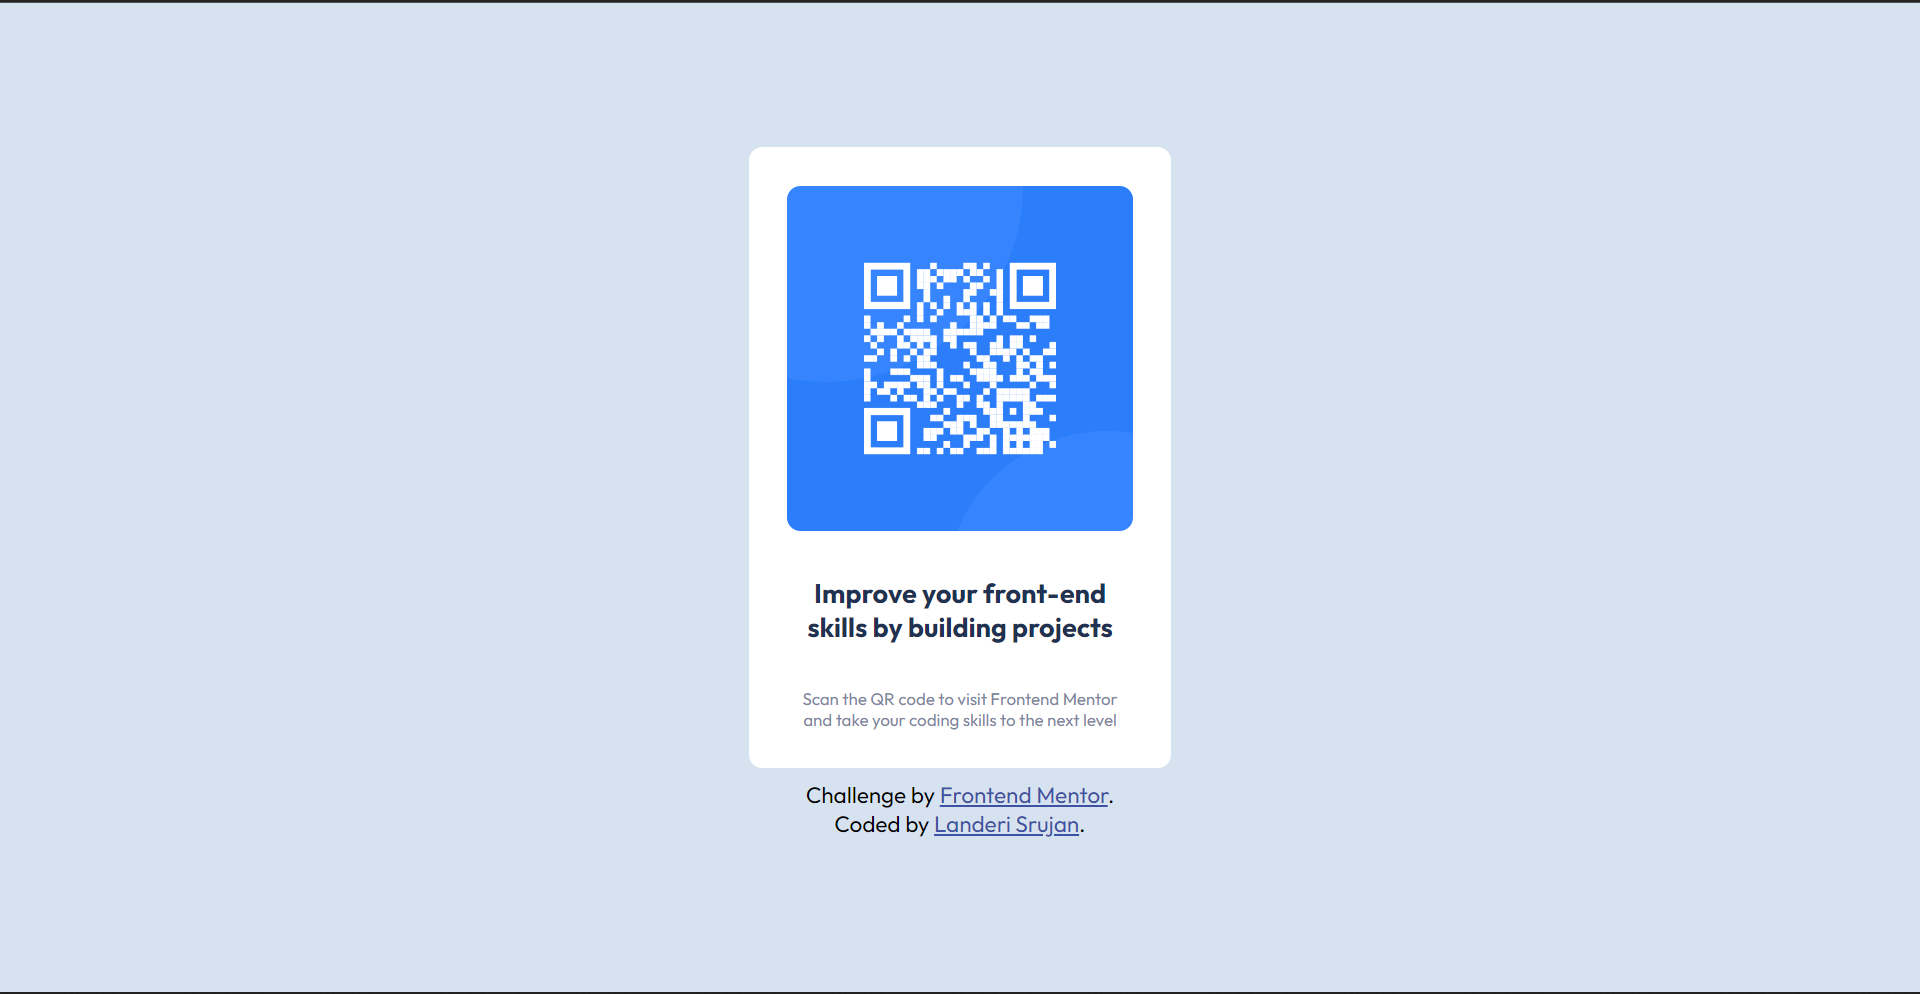 Improve your front-end
skills by building projects
Scan the QR code to visit Frontend Mentor
and take your coding skills to the next level
Challenge by Frontend Mentor.
Coded by Landeri Srujan.